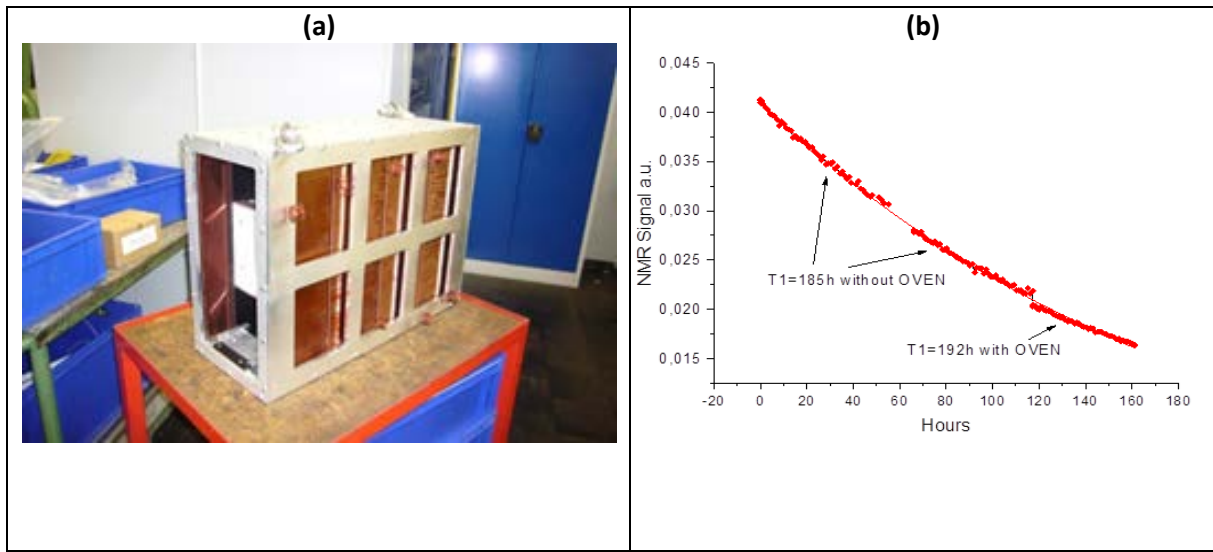 (a)
(b)
0,045
0,040
0,035
0,030
0,025
0,020
0,015
NMR Signal a.u.
T1=185h without OVEN
T1=192h with OVEN
-20 0 20 40 60 80 100 120 140 160 180
Hours